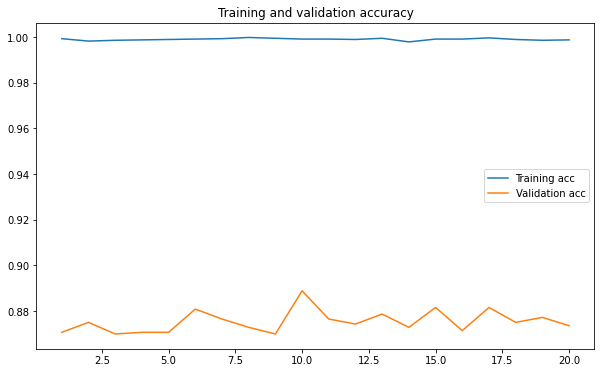 Training and validation accuracy
1.00
0.98
0.96
0.94
0.92
0.90
0.88
Training acc
Validation acc
2.5 5.0 7.5 10.0 12.5 15.0 17.5 20.0